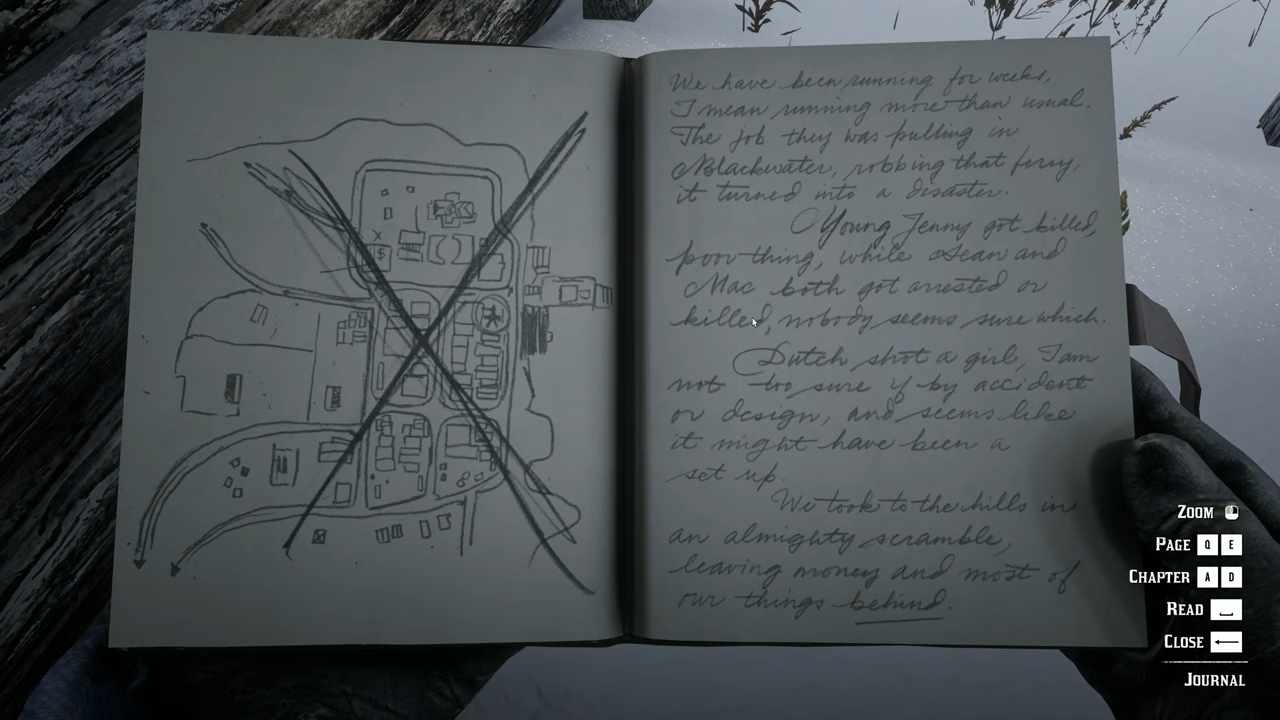 We have been running for weeks,
I mean running more than usual.
The job they was pulling in
Blackwater, robbing that ferry,
it turned into a disaster.
Young Jenny got killed,
poor thing, while Sean and
Mac both got arrested or
killed, nobody seems sure which.
Dutch shot a girl, I am
not too sure if by accident
or design, and seems like
it might have been a
set up.
We took to the hills in
an almighty scramble,
leaving money and most of
our things behind.
X
$
ZOOM
PAGE Q E
CHAPTER A D
READ
CLOSE
JOURNAL